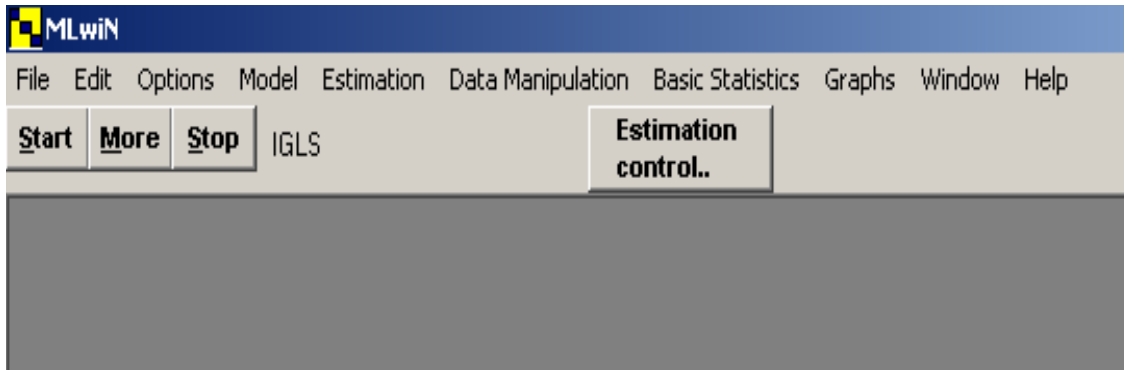 MLwiN
File Edit Options Model Estimation Data Manipulation Basic Statistics Graphs Window Help
Start More Stop IGLS Estimation
control..